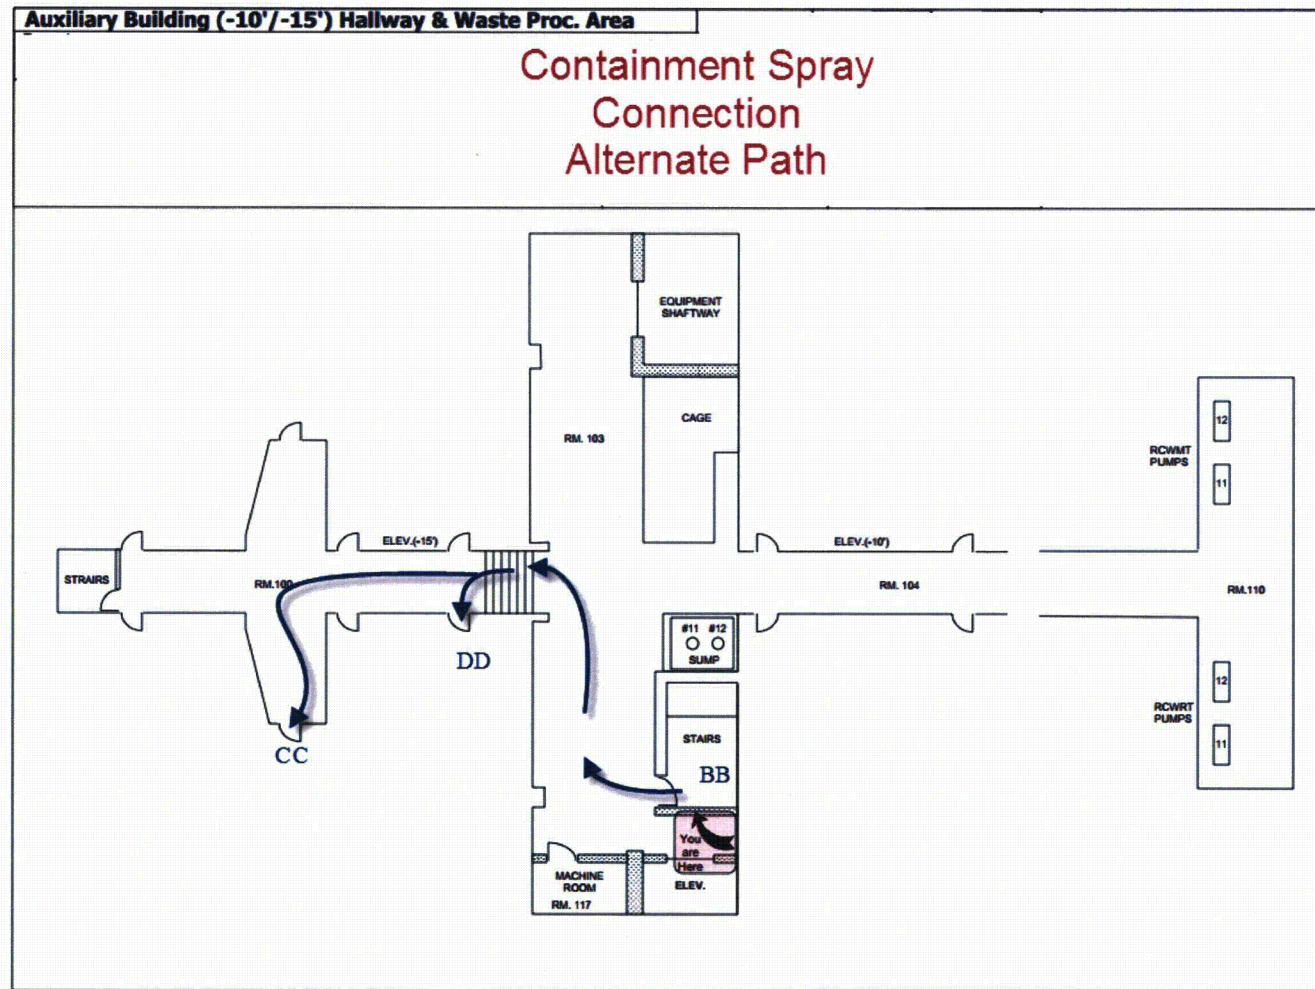 Auxiliary Building (-10'/-15') Hallway & Waste Proc. Area
Containment Spray
Connection
Alternate Path
EQUIPMENT
SHAFTWAY
CAGE
RM. 103
12
RCWMT
PUMPS
11
ELEV.(-15')
ELEV.(-10')
STRAIRS
RM.100
RM. 104
RM.110
#11 #12
SUMP
DD
12
RCWRT
PUMPS
11
STAIRS
CC
BB
You
are
Here
MACHINE
ROOM
RM. 117
ELEV.